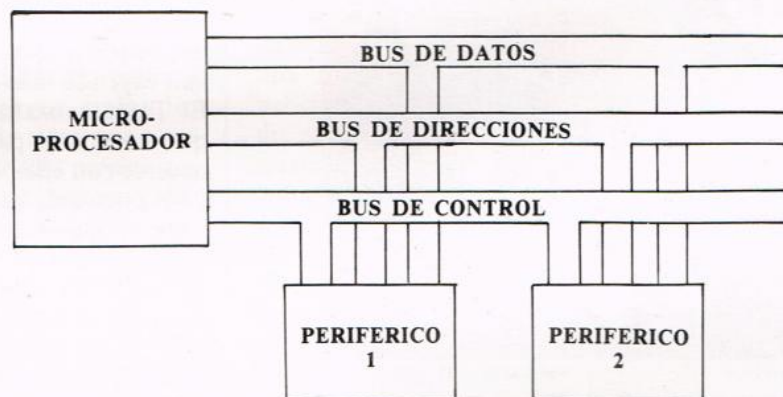 BUS DE DATOS
MICRO-
PROCESADOR
BUS DE DIRECCIONES
BUS DE CONTROL
PERIFERICO
1
PERIFERICO
2